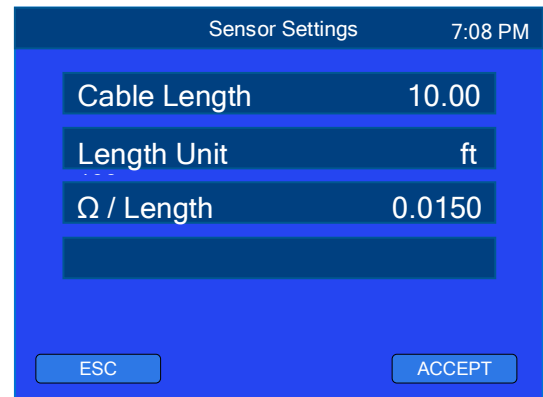 Sensor Settings 7:08 PM
Cable Length 10.00
Length Unit ft
Ω / Length 0.0150
ESC ACCEPT